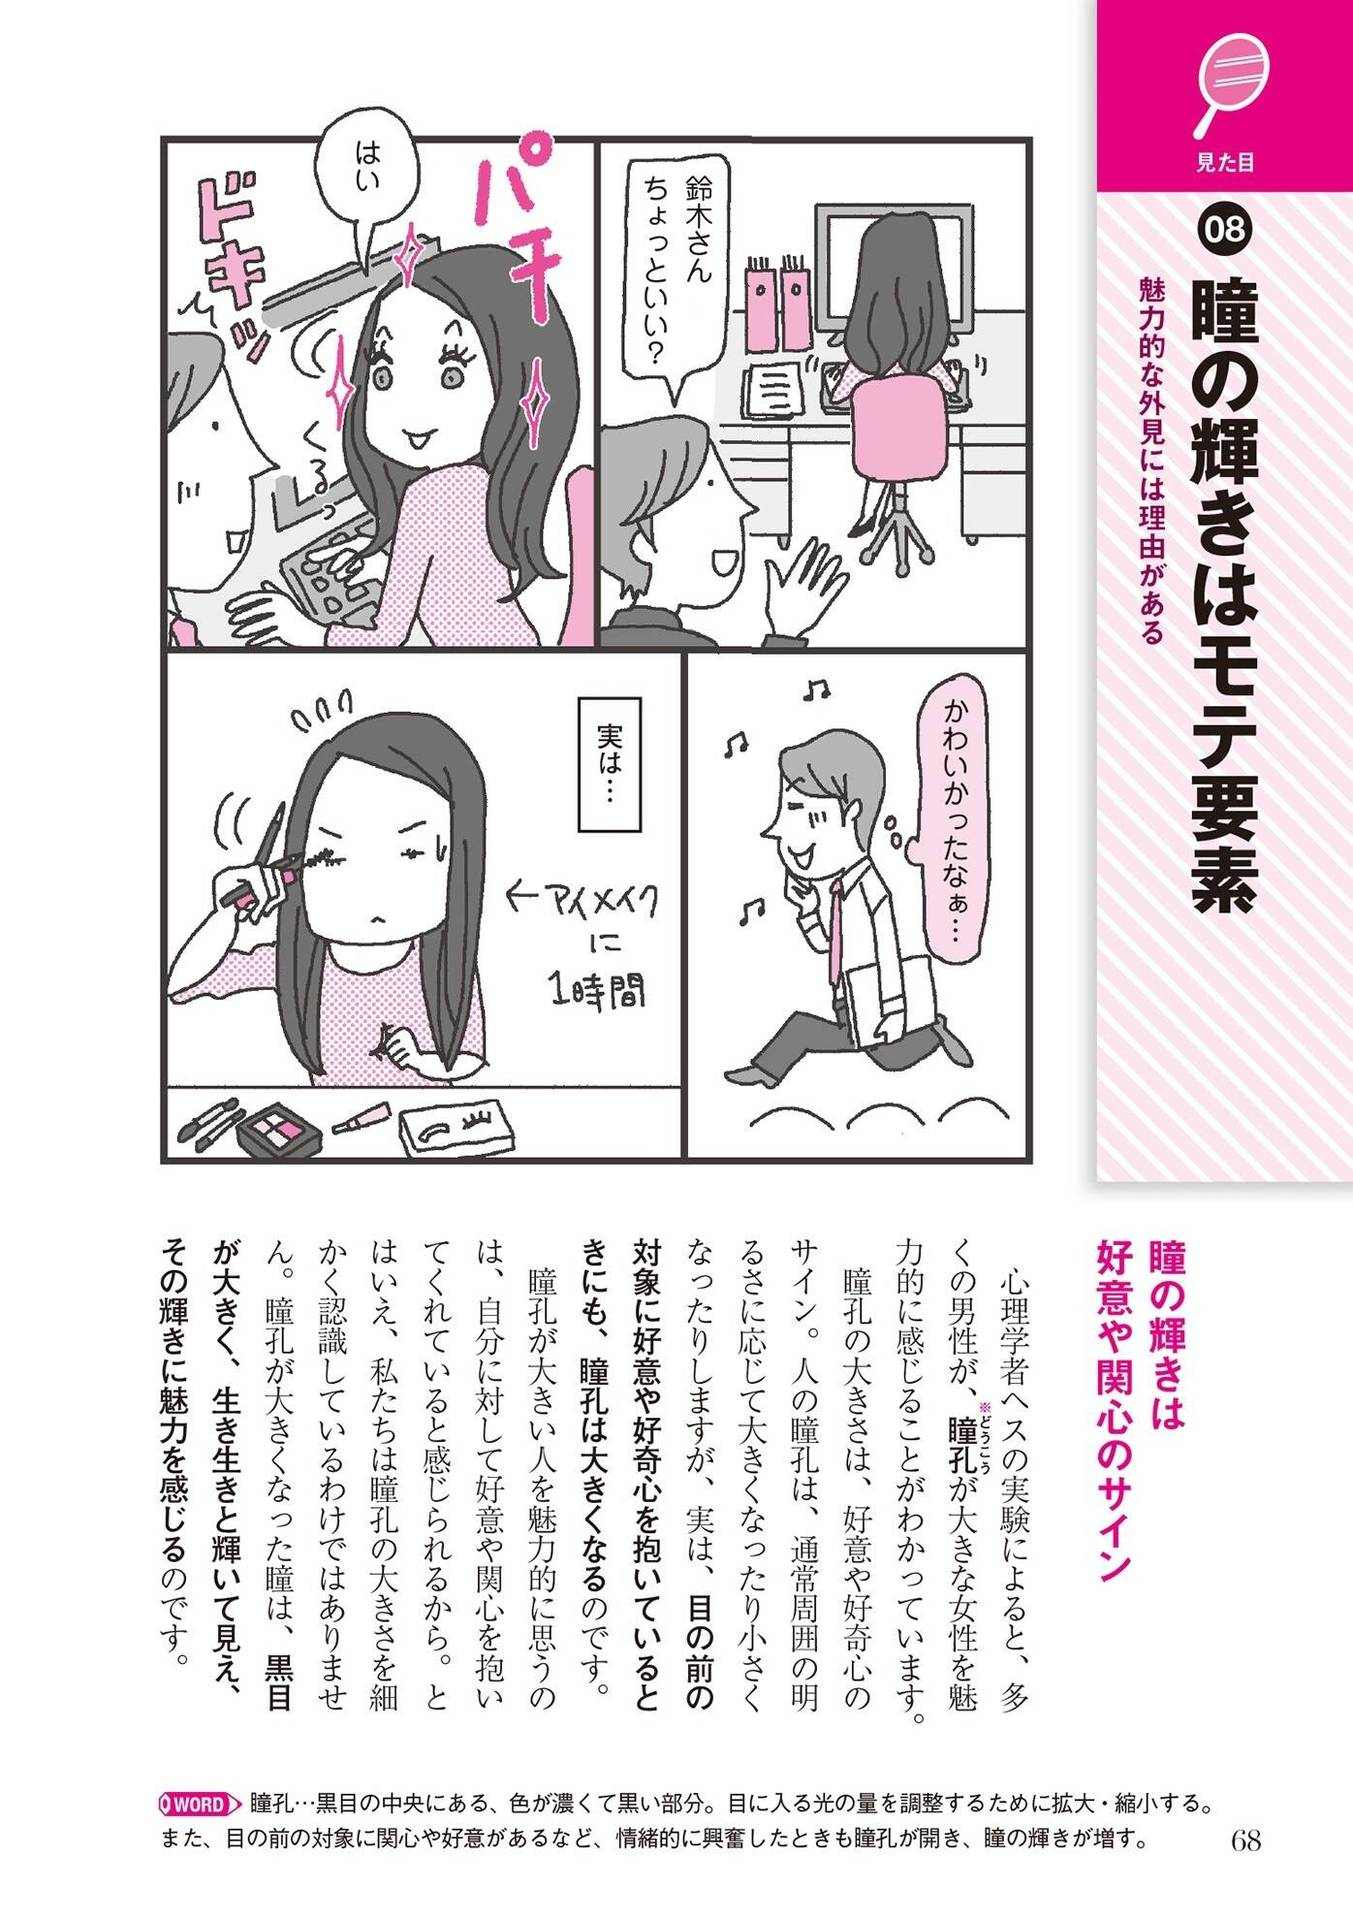 見た目
08
瞳の輝きはモテ要素
魅力的な外見には理由がある
鈴木さん
ちょっといい?
はい
パチ
ドキッ
くるっ
かわいかったなぁ…
実は…
←アイメイク
に
1時間
瞳の輝きは
好意や関心のサイン
心理学者ヘスの実験によると、多
くの男性が、※瞳孔が大きな女性を魅
どうこう
力的に感じることがわかっています。
瞳孔の大きさは、好意や好奇心の
サイン。人の瞳孔は、通常周囲の明
るさに応じて大きくなったり小さく
なったりしますが、実は、目の前の
対象に好意や好奇心を抱いていると
きにも、瞳孔は大きくなるのです。
瞳孔が大きい人を魅力的に思うの
は、自分に対して好意や関心を抱い
てくれていると感じられるから。と
はいえ、私たちは瞳孔の大きさを細
かく認識しているわけではありませ
ん。瞳孔が大きくなった瞳は、黒目
が大きく、生き生きと輝いて見え、
その輝きに魅力を感じるのです。
WORD 瞳孔…黒目の中央にある、色が濃くて黒い部分。目に入る光の量を調整するために拡大・縮小する。
また、目の前の対象に関心や好意があるなど、情緒的に興奮したときも瞳孔が開き、瞳の輝きが増す。
68